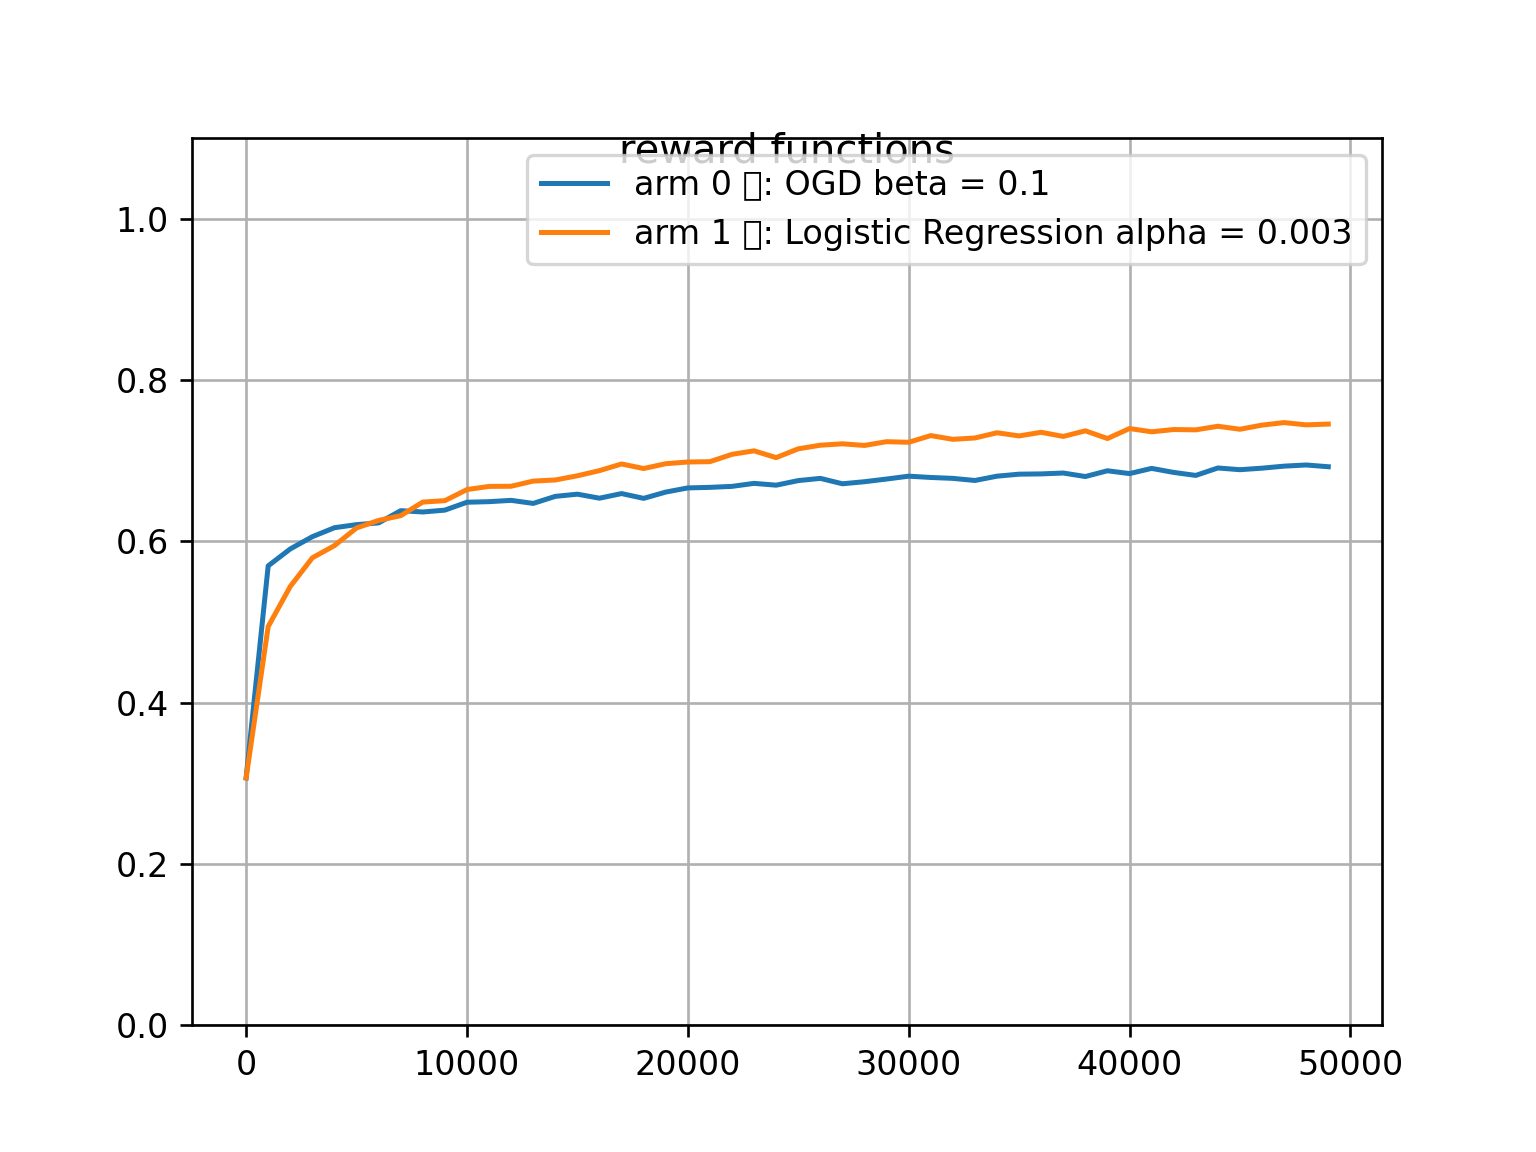 reward functions
arm 0 : OGD beta = 0.1
arm 1 : Logistic Regression alpha = 0.003
1.0
0.8
0.6
0.4
0.2
0.0
0 10000 20000 30000 40000 50000